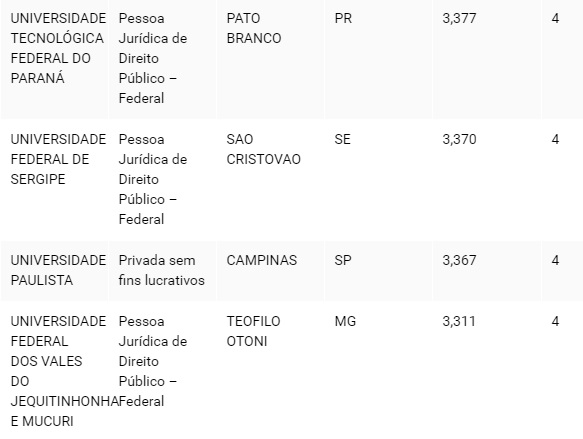 UNIVERSIDADE
TECNOLÓGICA
FEDERAL DO
PARANÁ
Pessoa
Jurídica de
Direito
Público –
Federal
PATO
BRANCO
PR
3,377
4
UNIVERSIDADE
FEDERAL DE
SERGIPE
Pessoa
Jurídica de
Direito
Público –
Federal
SAO
CRISTOVAO
SE
3,370
4
UNIVERSIDADE
PAULISTA
Privada sem
fins lucrativos
CAMPINAS
SP
3,367
4
UNIVERSIDADE
FEDERAL
DOS VALES
DO
JEQUITINHONHA
E MUCURI
Pessoa
Jurídica de
Direito
Público –
Federal
TEOFILO
OTONI
MG
3,311
4